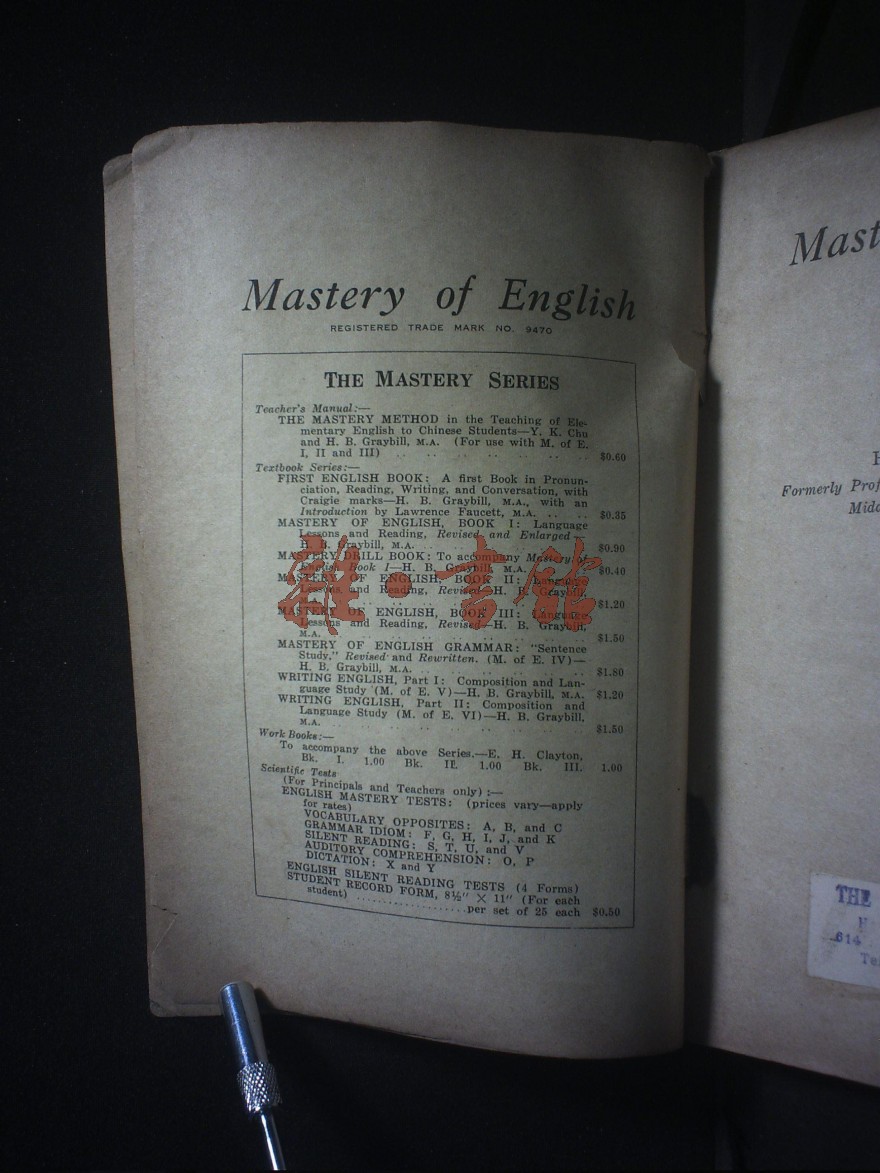 Mastery of English
REGISTERED TRADE MARK NO. 9470
THE MASTERY SERIES
Teacher's Manual:—
THE MASTERY METHOD in the Teaching of Ele-
mentary English to Chinese Students—Y. K. Chu
and H. B. Graybill, M.A. (For use with M. of E.
I, II and III) .. .. .. .. .. .. $0.60
Textbook Series:—
FIRST ENGLISH BOOK: A first Book in Pronun-
ciation, Reading, Writing, and Conversation, with
Craigie marks—H. B. Graybill, M.A., with an
Introduction by Lawrence Faucett, M.A. .. .. $0.35
MASTERY OF ENGLISH, BOOK I: Language
Lessons and Reading, Revised and Enlarged—
H. B. Graybill, M.A. .. .. .. .. .. $0.90
MASTERY DRILL BOOK: To accompany Mastery of
English Book I—H. B. Graybill, M.A. $0.40
MASTERY OF ENGLISH, BOOK II: Language
Lessons and Reading, Revised—H. B. Graybill,
$1.20
MASTERY OF ENGLISH, BOOK III: Language
Lessons and Reading, Revised—H. B. Graybill,
M.A. .. .. .. .. .. .. $1.50
MASTERY OF ENGLISH GRAMMAR: "Sentence
Study," Revised and Rewritten. (M. of E. IV)—
H. B. Graybill, M.A. .. .. .. .. .. $1.80
WRITING ENGLISH, Part I: Composition and Lan-
guage Study (M. of E. V)—H. B. Graybill, M.A. $1.20
WRITING ENGLISH, Part II: Composition and
Language Study (M. of E. VI)—H. B. Graybill,
M.A. .. .. .. .. .. .. $1.50
Work Books:—
To accompany the above Series.—E. H. Clayton,
Bk. I. 1.00 Bk. II. 1.00 Bk. III. 1.00
Scientific Tests
(For Principals and Teachers only) :—
ENGLISH MASTERY TESTS: (prices vary—apply
for rates)
VOCABULARY OPPOSITES: A, B, and C
GRAMMAR IDIOM: F, G, H, I, J, and K
SILENT READING: S, T, U, and V
AUDITORY COMPREHENSION: O, P
DICTATION: X and Y
ENGLISH SILENT READING TESTS (4 Forms)
STUDENT RECORD FORM, 8½" × 11" (For each
student) ....................per set of 25 each $0.50
Mast
Formerly Prof
THE
614